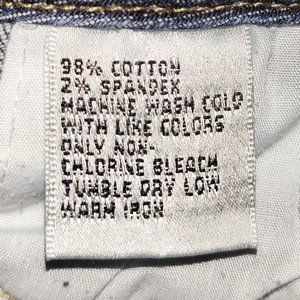 98% COTTON
2% SPANDEX
MACHINE WASH COLD
WITH LIKE COLORS
ONLY NON-
CHLORINE BLEACH
TUMBLE DRY LOW
WARM IRON